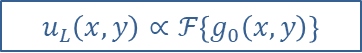 u_L(x, y) ∝ ℱ{g_0(x, y)}